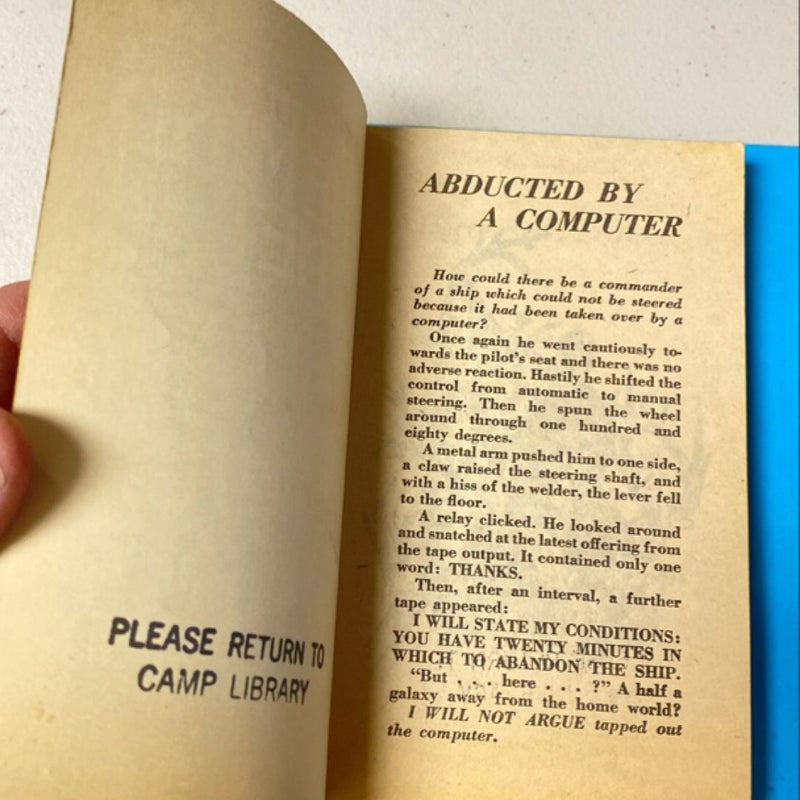 PLEASE RETURN TO
CAMP LIBRARY
ABDUCTED BY
A COMPUTER
How could there be a commander
of a ship which could not be steered
because it had been taken over by a
computer?
Once again he went cautiously to-
wards the pilot's seat and there was no
adverse reaction. Hastily he shifted the
control from automatic to manual
steering. Then he spun the wheel
around through one hundred and
eighty degrees.
A metal arm pushed him to one side,
a claw raised the steering shaft, and
with a hiss of the welder, the lever fell
to the floor.
A relay clicked. He looked around
and snatched at the latest offering from
the tape output. It contained only one
word: THANKS.
Then, after an interval, a further
tape appeared:
I WILL STATE MY CONDITIONS:
YOU HAVE TWENTY MINUTES IN
WHICH TO ABANDON THE SHIP.
"But . . . here . . . ?" A half a
galaxy away from the home world?
I WILL NOT ARGUE tapped out
the computer.